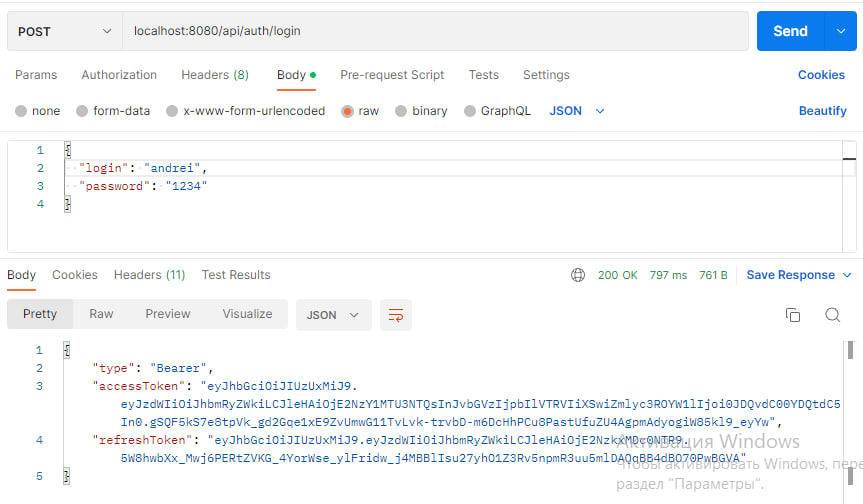 POST
localhost:8080/api/auth/login
Send
Params Authorization Headers (8) Body Pre-request Script Tests Settings Cookies
none form-data x-www-form-urlencoded raw binary GraphQL JSON Beautify
1 {
2 "login": "andrei",
3 "password": "1234"
4 }
Body Cookies Headers (11) Test Results 200 OK 797 ms 761 B Save Response
Pretty Raw Preview Visualize JSON
1 {
2 "type": "Bearer",
3 "accessToken": "eyJhbGciOiJIUzUxMiJ9.
eyJzdWIiOiJhbmRyZWkiLCJleHAiOjE2NzY1MTU3NTQsInJvbGVzIjpbIlVTRVIiXSwiZmlyc3ROYW1lIjoi0JDQvdC00YDQtdC5
In0.gSQF5kS7e8tpVk_gd2Gqe1xE9ZvUmwG11TvLvk-trvbD-m6DcHhPCu8PastUfuZU4AgpmAdyogiW85kl9_eyYw",
4 "refreshToken": "eyJhbGciOiJIUzUxMiJ9.eyJzdWIiOiJhbmRyZWkiLCJleHAiOjE2NzkxMDc0NTR9.
5W8hwbXx_Mwj6PERtZVKG_4YorWse_ylFridw_j4MBBlIsu27yhO1Z3Rv5npmR3uu5mlDAQqBB4dBO70PwBGVA"
5 }
Активация Windows
Чтобы активировать Windows, пере
раздел "Параметры".